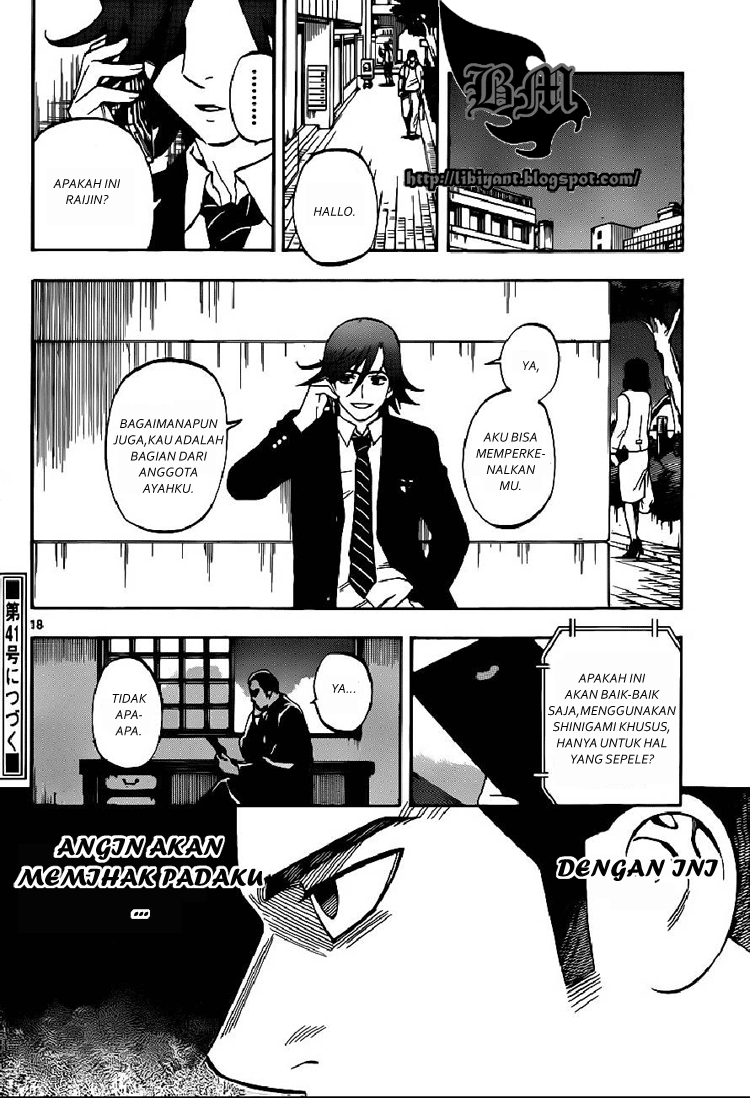 BM
http://libiyant.blogspot.com/
HALLO.
.......
APAKAH INI
RAIJIN?
YA,
AKU BISA
MEMPERKE-
NALKAN
MU.
BAGAIMANAPUN
JUGA,KAU ADALAH
BAGIAN DARI
ANGGOTA
AYAHKU.
18
APAKAH INI
AKAN BAIK-BAIK
SAJA,MENGGUNAKAN
SHINIGAMI KHUSUS,
HANYA UNTUK HAL
YANG SEPELE?
YA...
TIDAK
APA-
APA.
DENGAN INI
ANGIN AKAN
MEMIHAK PADAKU
...
■第41号につづく■